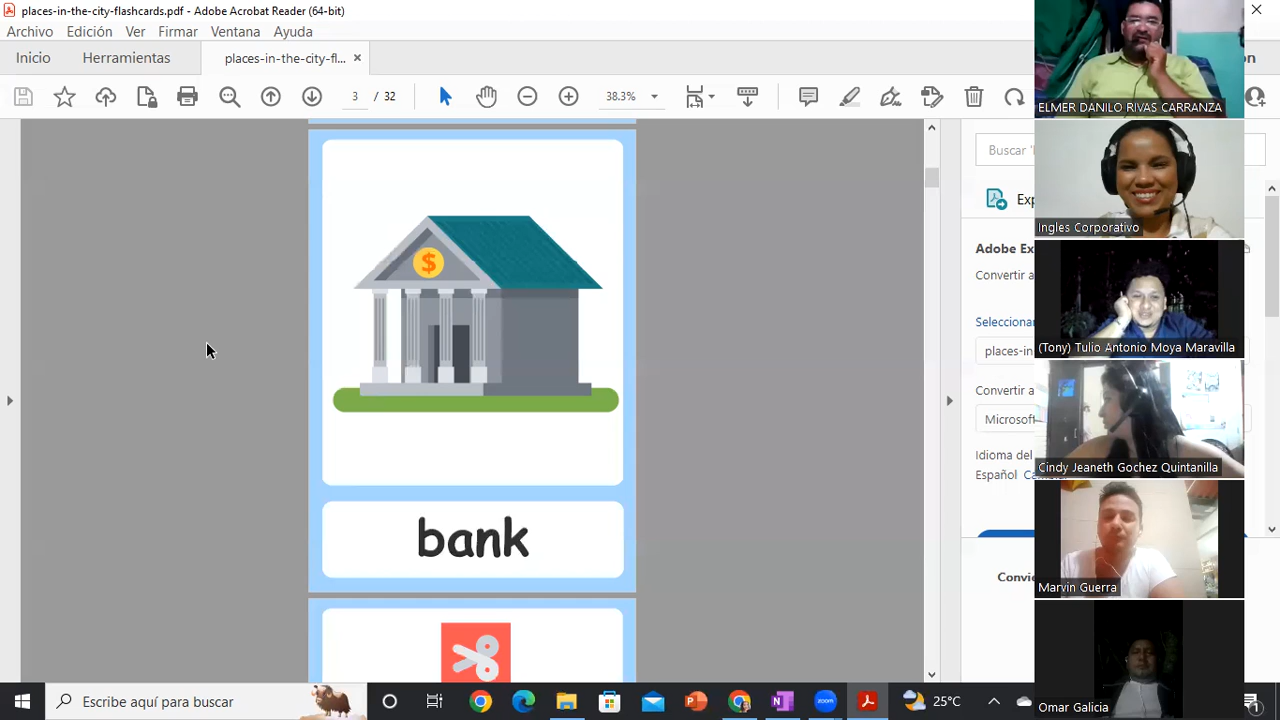 places-in-the-city-flashcards.pdf - Adobe Acrobat Reader (64-bit)
Archivo Edición Ver Firmar Ventana Ayuda
Inicio Herramientas places-in-the-city-fl...
3 / 32 38.3%
$
bank
Buscar
Adobe Ex
Convertir a
Seleccionar
places-in
Convertir a
Microsoft
Idioma del
Español
ELMER DANILO RIVAS CARRANZA
Ingles Corporativo
(Tony) Tulio Antonio Moya Maravilla
Cindy Jeaneth Gochez Quintanilla
Marvin Guerra
Omar Galicia
Escribe aquí para buscar
25°C
1